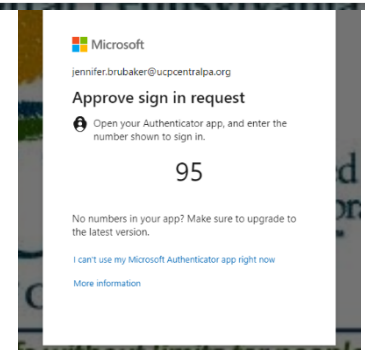 Central Pennsylvania
Microsoft
jennifer.brubaker@ucpcentralpa.org
Approve sign in request
Open your Authenticator app, and enter the
number shown to sign in.
95
No numbers in your app? Make sure to upgrade to
the latest version.
I can't use my Microsoft Authenticator app right now
More information